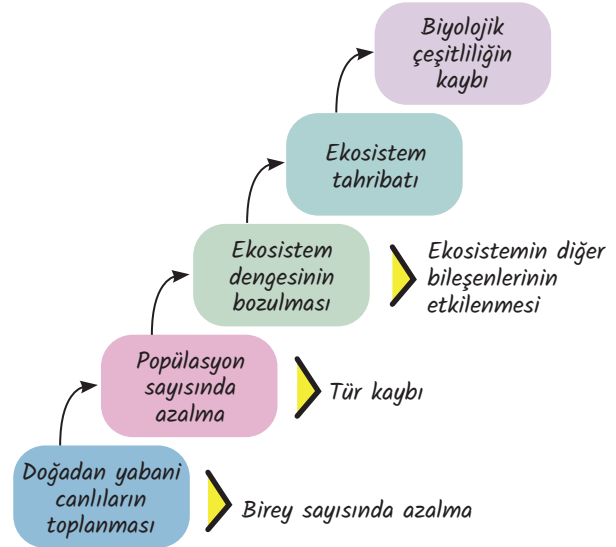 Biyolojik
çeşitliliğin
kaybı
Ekosistem
tahribatı
Ekosistem
dengesinin
bozulması
Ekosistemin diğer
bileşenlerinin
etkilenmesi
Popülasyon
sayısında
azalma
Tür kaybı
Doğadan yabani
canlıların
toplanması
Birey sayısında azalma